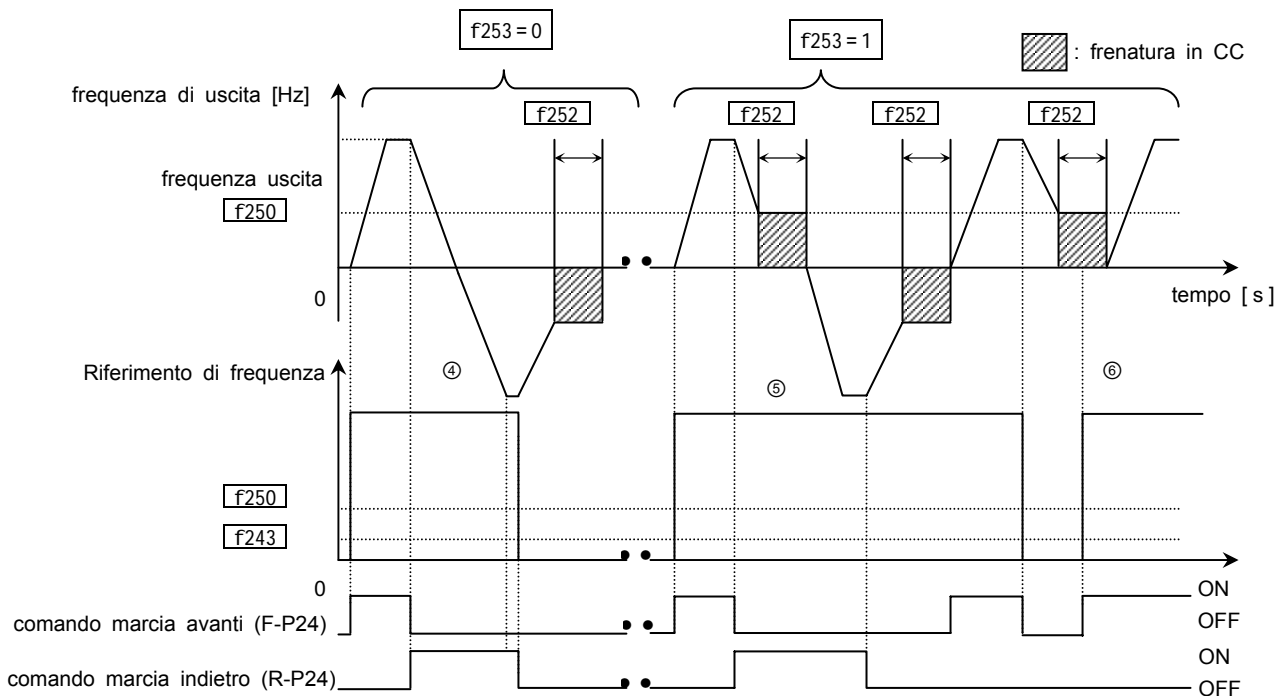 f253 = 0
f253 = 1
: frenatura in CC
frequenza di uscita [Hz]
f252
f252
f252
f252
frequenza uscita
f250
0
tempo [ s ]
Riferimento di frequenza
④
⑤
⑥
f250
f243
0
ON
comando marcia avanti (F-P24)
OFF
ON
comando marcia indietro (R-P24)
OFF